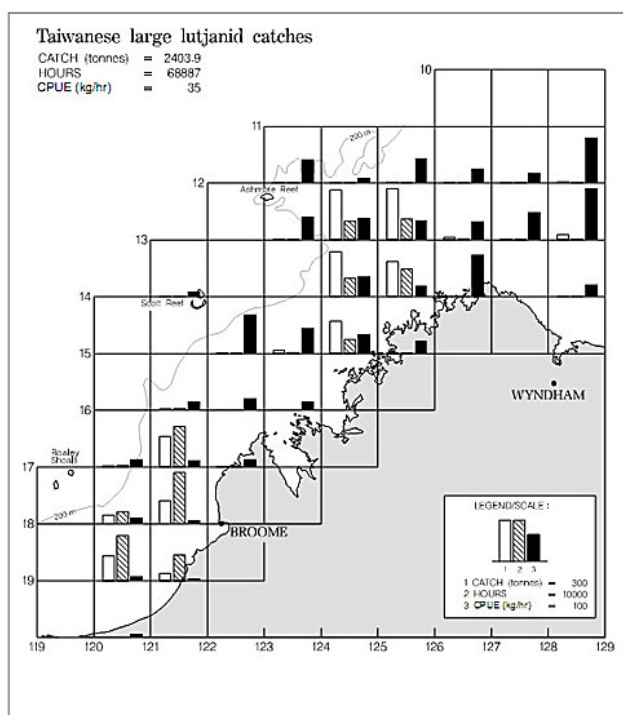 Taiwanese large lutjanid catches
CATCH (tonnes) = 2403.9
HOURS = 68887
CPUE (kg/hr) = 35
10
11
200 m
12
Ashmore Reef
13
14
Scott Reef
15
WYNDHAM
16
Rowley
Shoals
17
LEGEND/SCALE :
200 m
18
BROOME
1 2 3
1 CATCH (tonnes) = 300
2 HOURS = 10000
3 CPUE (kg/hr) = 100
19
119 120 121 122 123 124 125 126 127 128 129